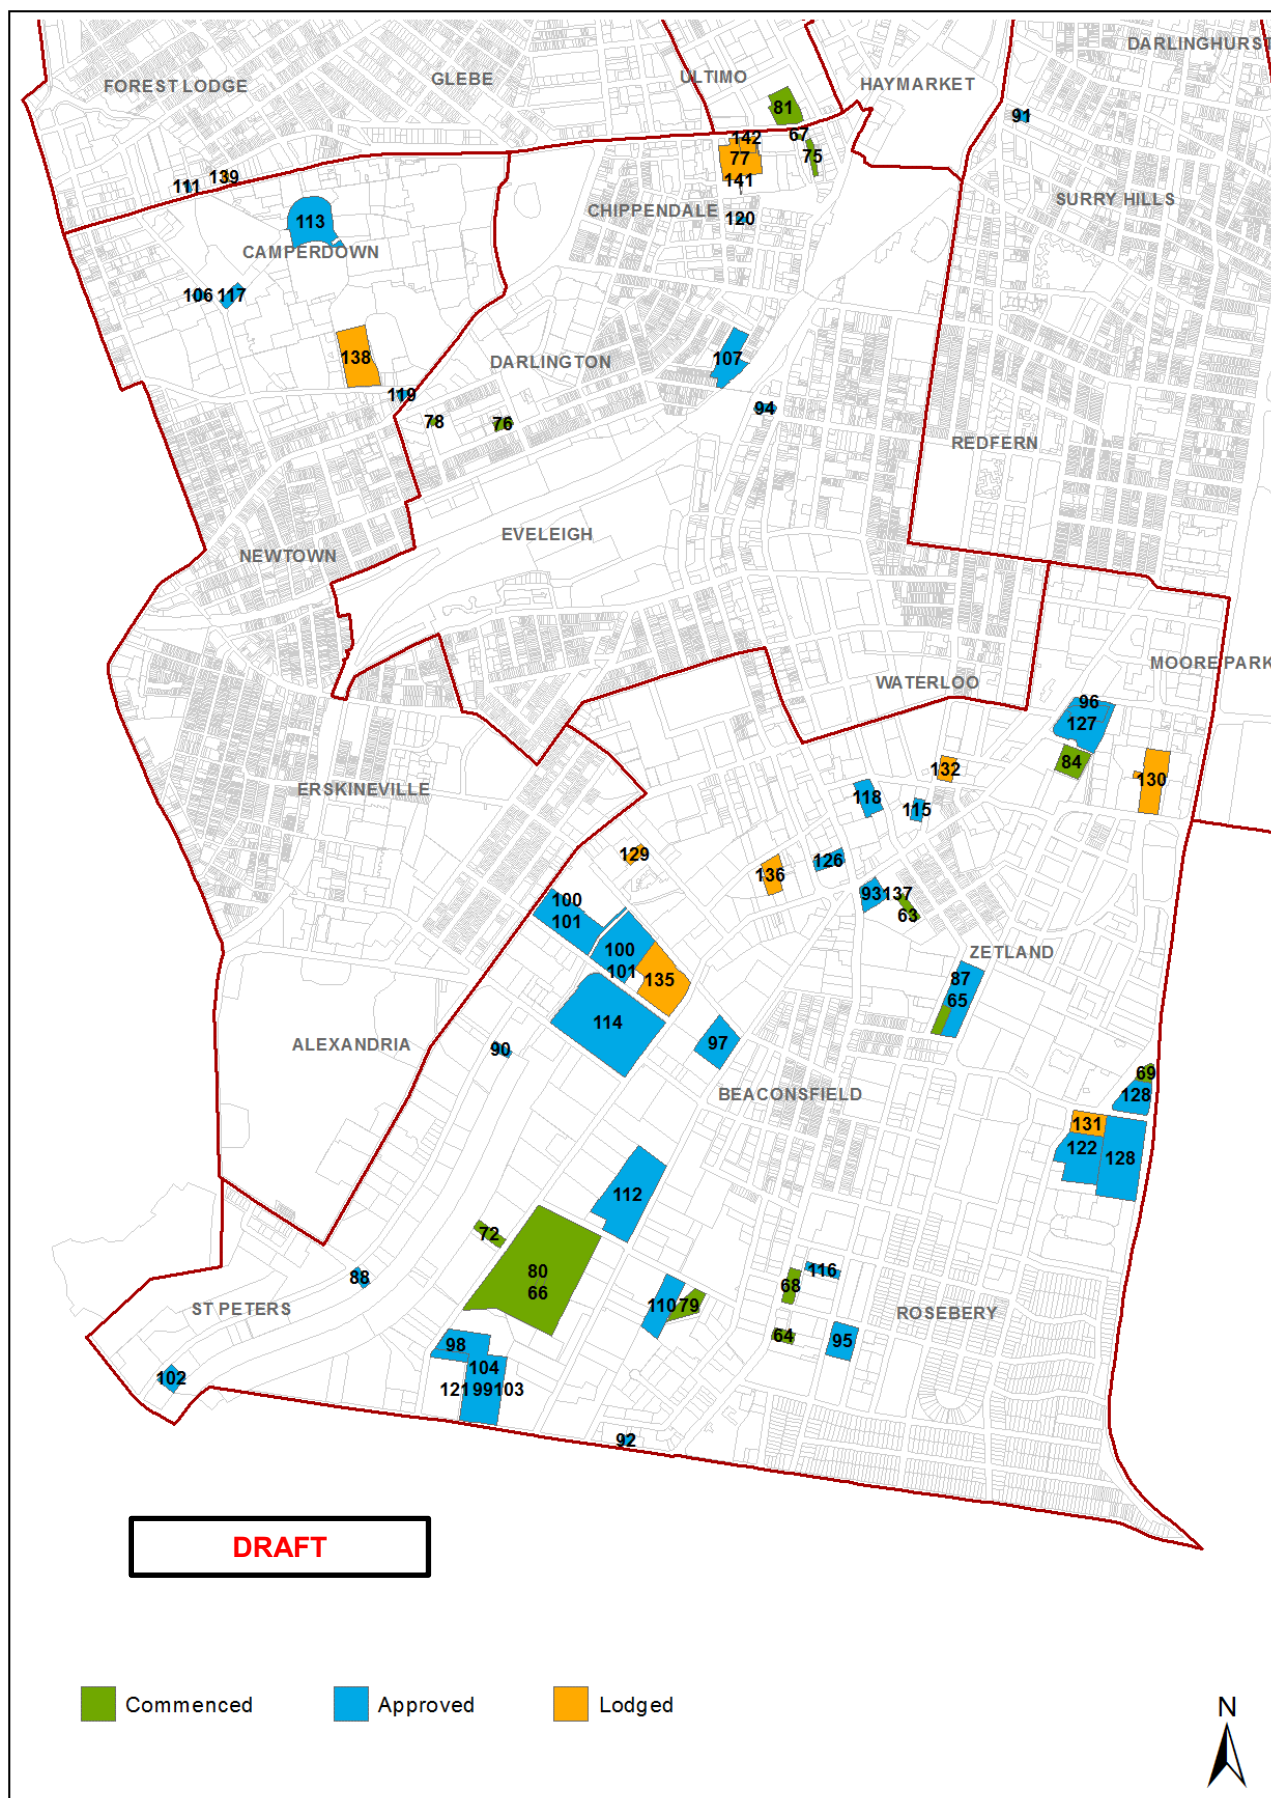 DARLINGHURST
ULTIMO
GLEBE
FOREST LODGE
HAYMARKET
81
91
67
142
75
77
139
111
141
SURRY HILLS
CHIPPENDALE
120
113
CAMPERDOWN
106
117
138
107
DARLINGTON
119
94
78
76
REDFERN
EVELEIGH
NEWTOWN
MOORE PARK
WATERLOO
96
127
84
132
130
ERSKINEVILLE
118
115
129
126
136
93
137
100
101
63
100
101
ZETLAND
135
87
65
114
ALEXANDRIA
97
90
69
BEACONSFIELD
128
131
122
128
112
72
80
66
88
116
68
ST PETERS
110
79
ROSEBERY
64
95
98
104
102
121
99
103
92
DRAFT
Commenced
Approved
Lodged
N